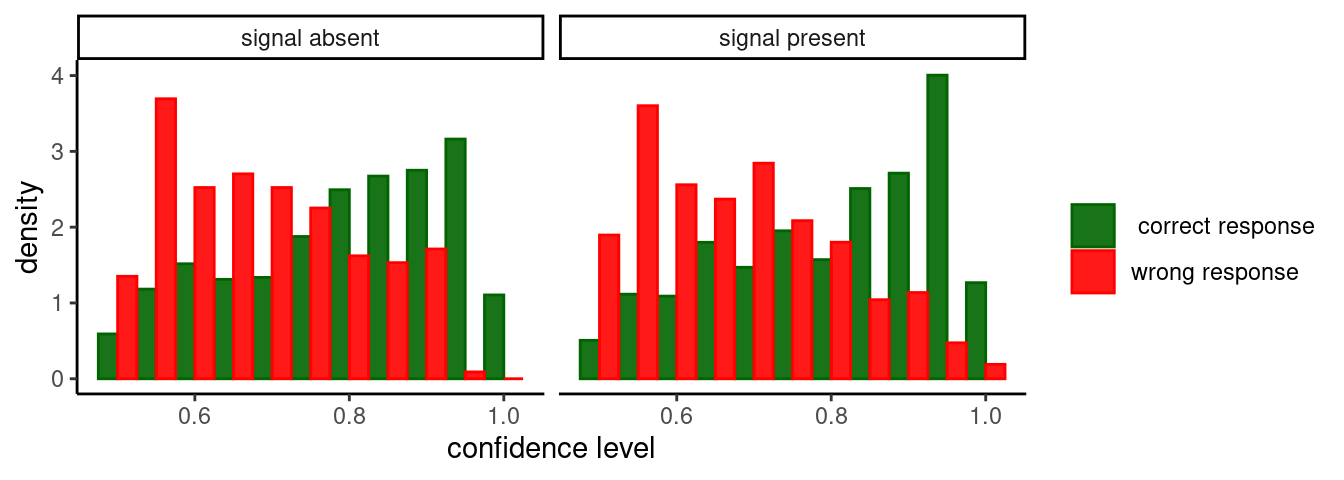 signal absent
signal present
4
3
2
1
0
density
0.6
0.8
1.0
0.6
0.8
1.0
confidence level
correct response
wrong response